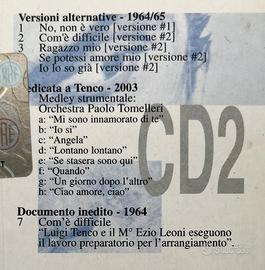 Versioni alternative - 1964/65
1 No, non è vero [versione #1]
2 Com'è difficile [versione #2]
3 Ragazzo mio [versione #2]
Se potessi amore mio [versione #2]
Io lo so già [versione #2]
edicata a Tenco - 2003
Medley strumentale:
Orchestra Paolo Tomelleri
a: "Mi sono innamorato di te"
b: "Io sì"
c: "Angela"
d: "Lontano lontano"
e: "Se stasera sono qui"
f: "Quando"
g: "Un giorno dopo l'altro"
h: "Ciao amore, ciao"
CD2
Documento inedito - 1964
7 Com'è difficile
"Luigi Tenco e il M° Ezio Leoni eseguono
il lavoro preparatorio per l'arrangiamento".
subito